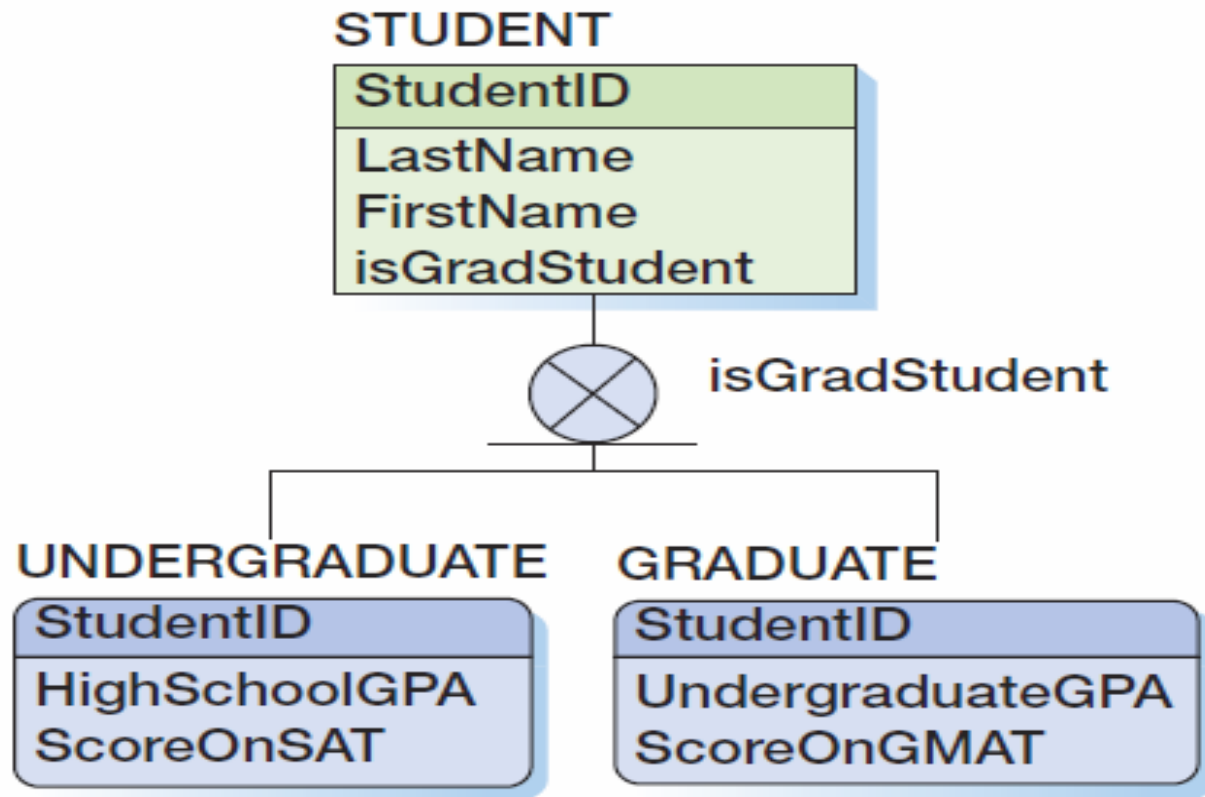 STUDENT
StudentID
LastName
FirstName
isGradStudent
isGradStudent
UNDERGRADUATE
StudentID
HighSchoolGPA
ScoreOnSAT
GRADUATE
StudentID
UndergraduateGPA
ScoreOnGMAT